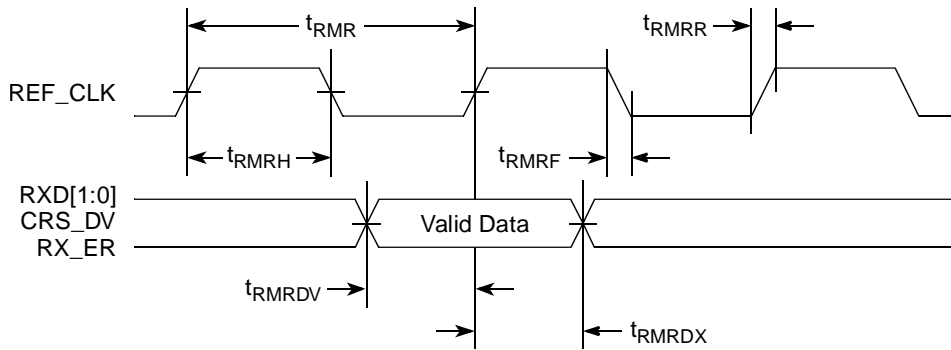 tRMR
tRMRR
REF_CLK
tRMRH
tRMRF
RXD[1:0]
CRS_DV
RX_ER
Valid Data
tRMRDV
tRMRDX